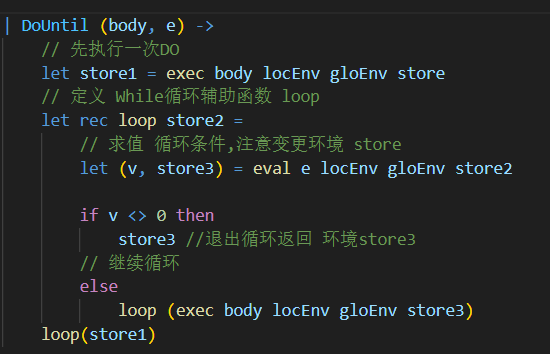 | DoUntil (body, e) ->
// 先执行一次DO
let store1 = exec body locEnv gloEnv store
// 定义 While循环辅助函数 loop
let rec loop store2 =
// 求值 循环条件,注意变更环境 store
let (v, store3) = eval e locEnv gloEnv store2
if v <> 0 then
store3 //退出循环返回 环境store3
// 继续循环
else
loop (exec body locEnv gloEnv store3)
loop(store1)